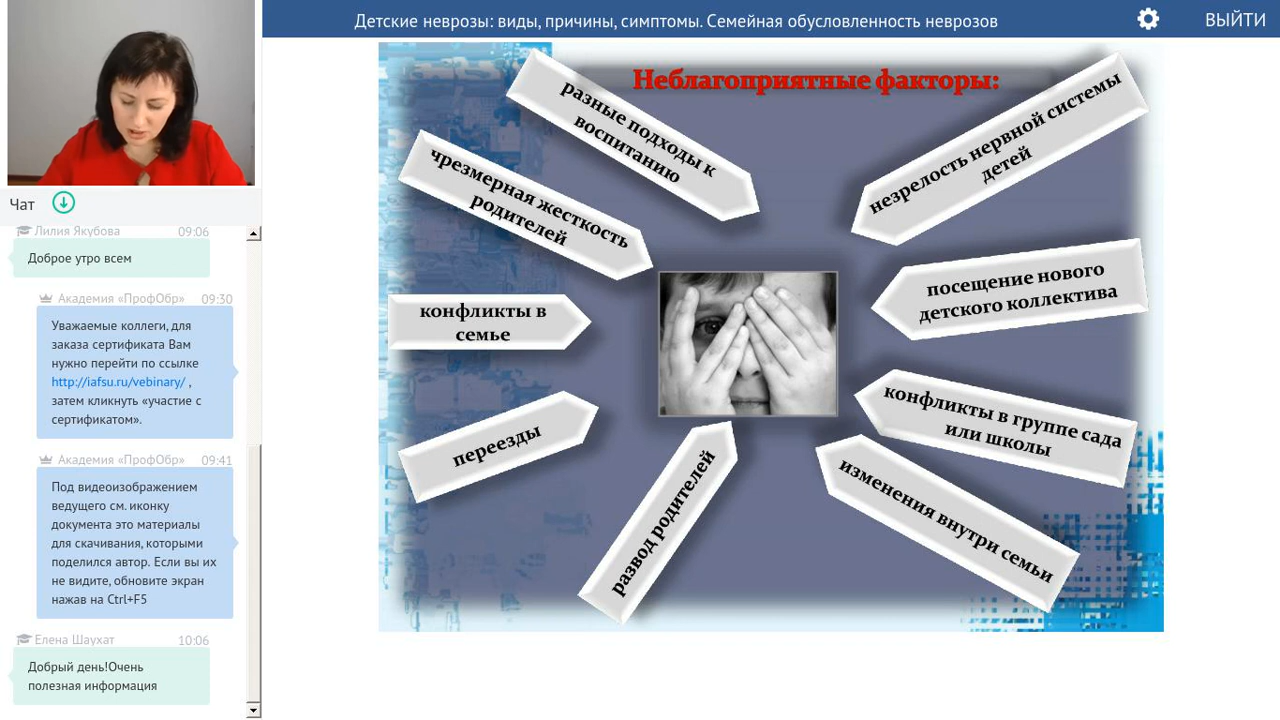 Детские неврозы: виды, причины, симптомы. Семейная обусловленность неврозов
ВЫЙТИ
Чат
Лилия Якубова 09:06
Доброе утро всем
Академия «ПрофОбр» 09:30
Уважаемые коллеги, для
заказа сертификата Вам
нужно перейти по ссылке
http://iafsu.ru/vebinary/ ,
затем кликнуть «участие с
сертификатом».
Академия «ПрофОбр» 09:41
Под видеоизображением
ведущего см. иконку
документа это материалы
для скачивания, которыми
поделился автор. Если вы их
не видите, обновите экран
нажав на Ctrl+F5
Елена Шаухат 10:06
Добрый день!Очень
полезная информация
Неблагоприятные факторы:
разные подходы к
воспитанию
чрезмерная жесткость
родителей
конфликты в
семье
переезды
развод родителей
незрелость нервной системы
детей
посещение нового
детского коллектива
конфликты в группе сада
или школы
изменения внутри семьи